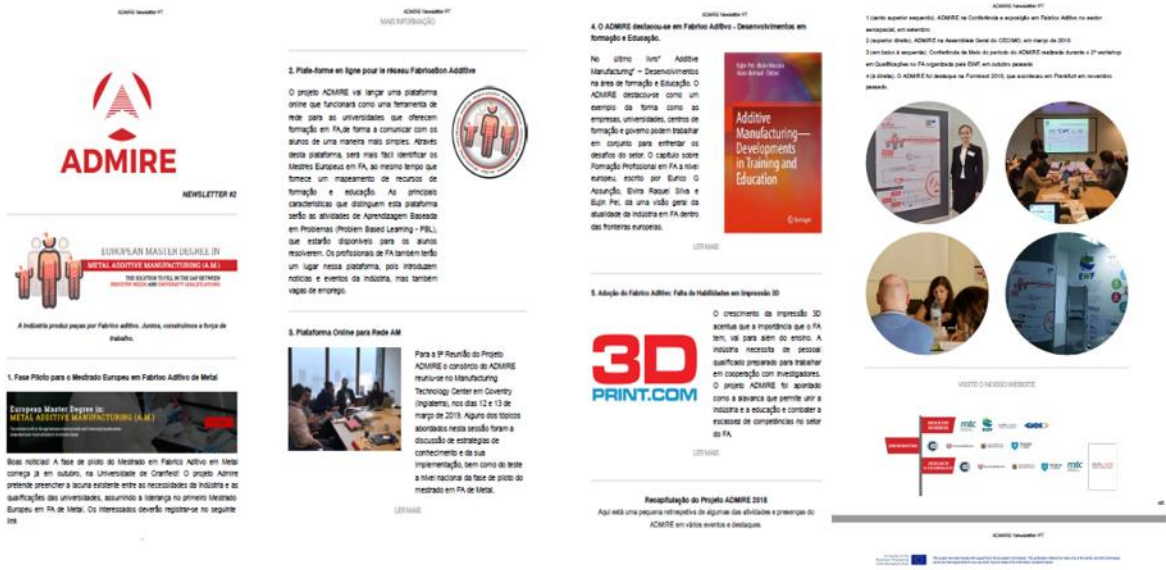 ADMIRE Newsletter PT
ADMIRE
NEWSLETTER #2
EUROPEAN MASTER DEGREE IN
METAL ADDITIVE MANUFACTURING (A.M.)
THE SOLUTION TO FILL IN THE GAP BETWEEN
INDUSTRY NEEDS AND UNIVERSITY QUALIFICATIONS
A Indústria produz peças por Fabrico aditivo. Juntos, construímos a força de
trabalho.
1. Fase Piloto para o Mestrado Europeu em Fabrico Aditivo de Metal
European Master Degree in:
METAL ADDITIVE MANUFACTURING (A.M.)
Boas notícias! A fase de piloto do Mestrado em Fabrico Aditivo em Metal
começa já em outubro, na Universidade de Cranfield! O projeto Admire
pretende preencher a lacuna existente entre as necessidades da indústria e as
qualificações das universidades, assumindo a liderança no primeiro Mestrado
Europeu em FA de Metal. Os interessados deverão registrar-se no seguinte
link
ADMIRE Newsletter PT
MAIS INFORMAÇÃO
2. Plate-forme en ligne pour le réseau Fabrication Additive
O projeto ADMIRE vai lançar uma plataforma
online que funcionará como uma ferramenta de
rede para as universidades que oferecem
formação em FA,de forma a comunicar com os
alunos de uma maneira mais simples. Através
desta plataforma, será mais fácil identificar os
Mestres Europeus em FA, ao mesmo tempo que
fornece um mapeamento de recursos de
formação e educação. As principais
características que distinguem esta plataforma
serão as atividades de Aprendizagem Baseada
em Problemas (Problem Based Learning - PBL),
que estarão disponíveis para os alunos
resolverem. Os profissionais de FA também terão
um lugar nessa plataforma, pois introduzem
notícias e eventos da indústria, mas também
vagas de emprego.
3. Plataforma Online para Rede AM
Para a 5ª Reunião do Projeto
ADMIRE o consórcio do ADMIRE
reuniu-se no Manufacturing
Technology Center em Coventry
(Inglaterra), nos dias 12 e 13 de
março de 2019. Alguns dos tópicos
abordados nesta sessão foram a
discussão de estratégias de
conhecimento e da sua
implementação, bem como do teste
a nível nacional da fase de piloto do
mestrado em FA de Metal.
LER MAIS
ADMIRE Newsletter PT
4. O ADMIRE destacou-se em Fabrico Aditivo - Desenvolvimentos em
formação e Educação.
No último livro" Additive
Manufacturing" – Desenvolvimentos
na área de formação e Educação. O
ADMIRE destacou-se como um
exemplo da forma como as
empresas, universidades, centros de
formação e governo podem trabalhar
em conjunto para enfrentar os
desafios do setor. O capítulo sobre
Formação Profissional em FA a nível
europeu, escrito por Eurico G
Assunção, Elvira Raquel Silva e
Eujin Pei, dá uma visão geral da
atualidade da indústria em FA dentro
das fronteiras europeias.
Additive
Manufacturing—
Developments
in Training and
Education
Springer
LER MAIS
5. Adoção do Fabrico Aditivo: Falta de Habilidades em Impressão 3D
3D
PRINT.COM
O crescimento da impressão 3D
acentua que a importância que o FA
tem, vai para além do ensino. A
indústria necessita de pessoal
qualificado preparado para trabalhar
em cooperação com investigadores.
O projeto ADMIRE foi apontado
como a alavanca que permite unir a
indústria e a educação e combater a
escassez de competências no setor
do FA.
LER MAIS
Recapitulação do Projeto ADMIRE 2018
Aqui está uma pequena retrospetiva de algumas das atividades e presenças do
ADMIRE em vários eventos e destaques.
ADMIRE Newsletter PT
1 (canto superior esquerdo). ADMIRE na Conferência e exposição em Fabrico Aditivo no sector
aeroespacial, em setembro
2 (superior direito). ADMIRE na Assembleia Geral do CECIMO, em março de 2018
3 (em baixo à esquerda). Conferência de Meio do período do ADMIRE realizada durante o 2º workshop
em Qualificações no FA organizada pela EWF, em outubro passado
4 (à direita). O ADMIRE foi destaque na Formnext 2018, que aconteceu em Frankfurt em novembro
passado.
EWF
VISITE O NOSSO WEBSITE
mtc
EWF
mtc
ADMIRE Newsletter PT